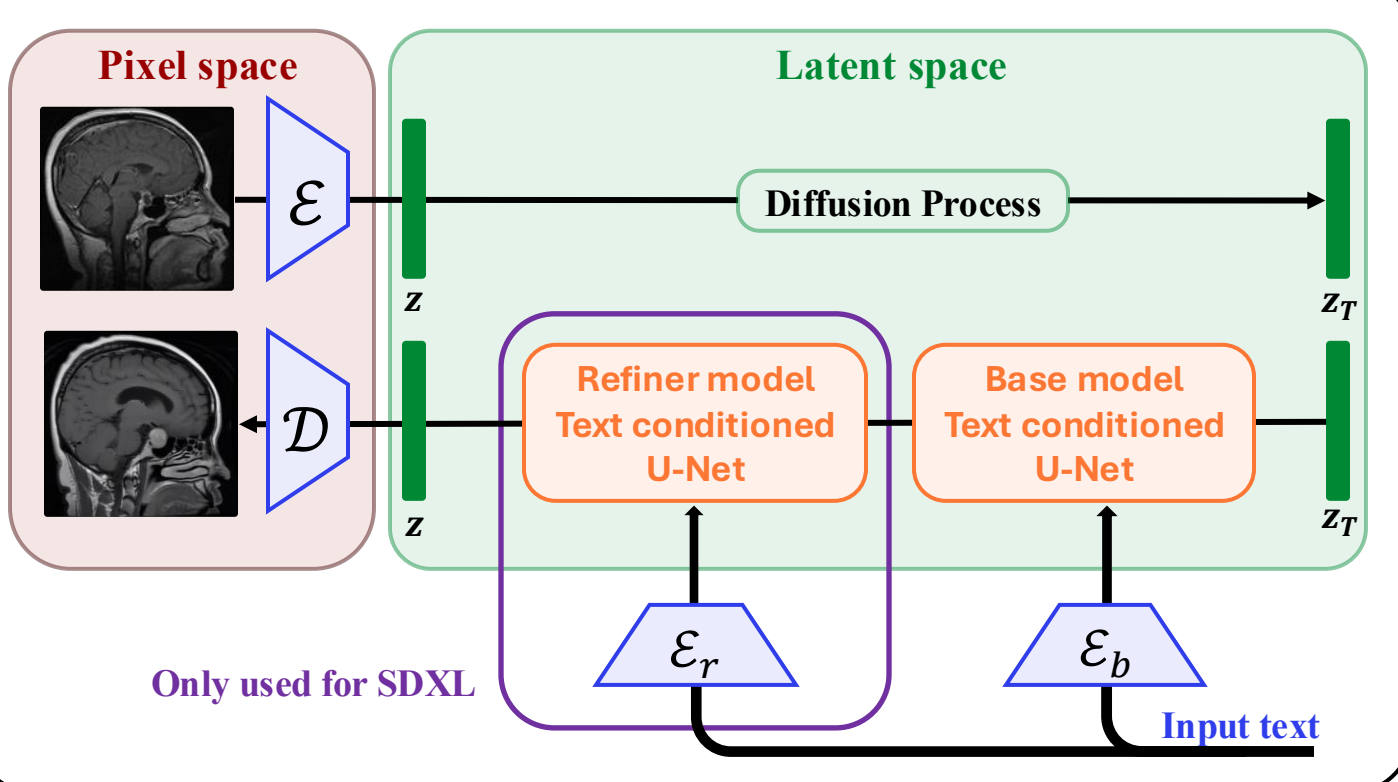 Pixel space
Latent space
ℰ
z
Diffusion Process
z_T
𝒟
z
Refiner model
Text conditioned
U-Net
Base model
Text conditioned
U-Net
z_T
ℰ_r
ℰ_b
Only used for SDXL
Input text